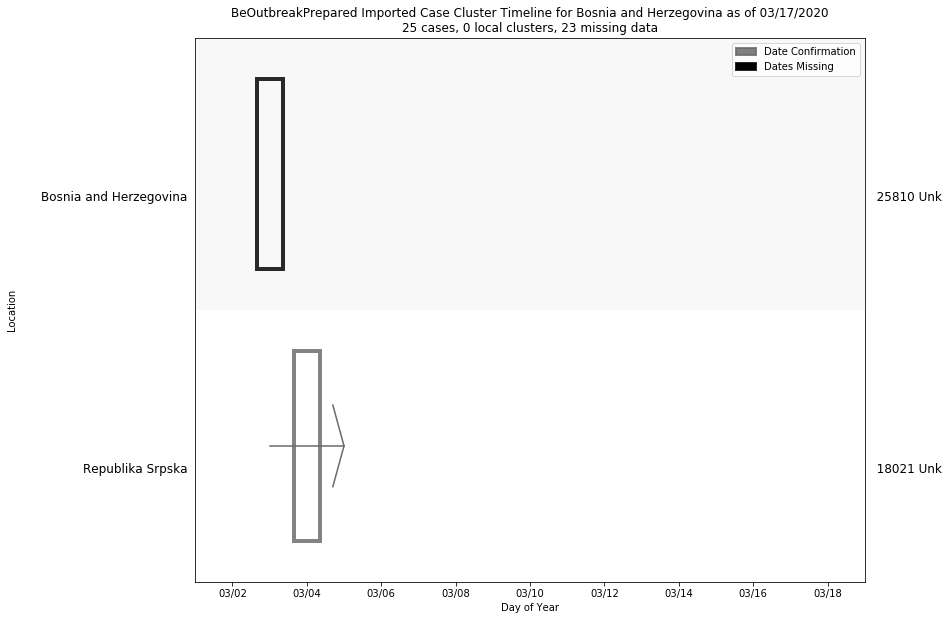 BeOutbreakPrepared Imported Case Cluster Timeline for Bosnia and Herzegovina as of 03/17/2020
25 cases, 0 local clusters, 23 missing data
Date Confirmation
Dates Missing
Bosnia and Herzegovina
25810 Unk
Location
Republika Srpska
18021 Unk
03/02 03/04 03/06 03/08 03/10 03/12 03/14 03/16 03/18
Day of Year